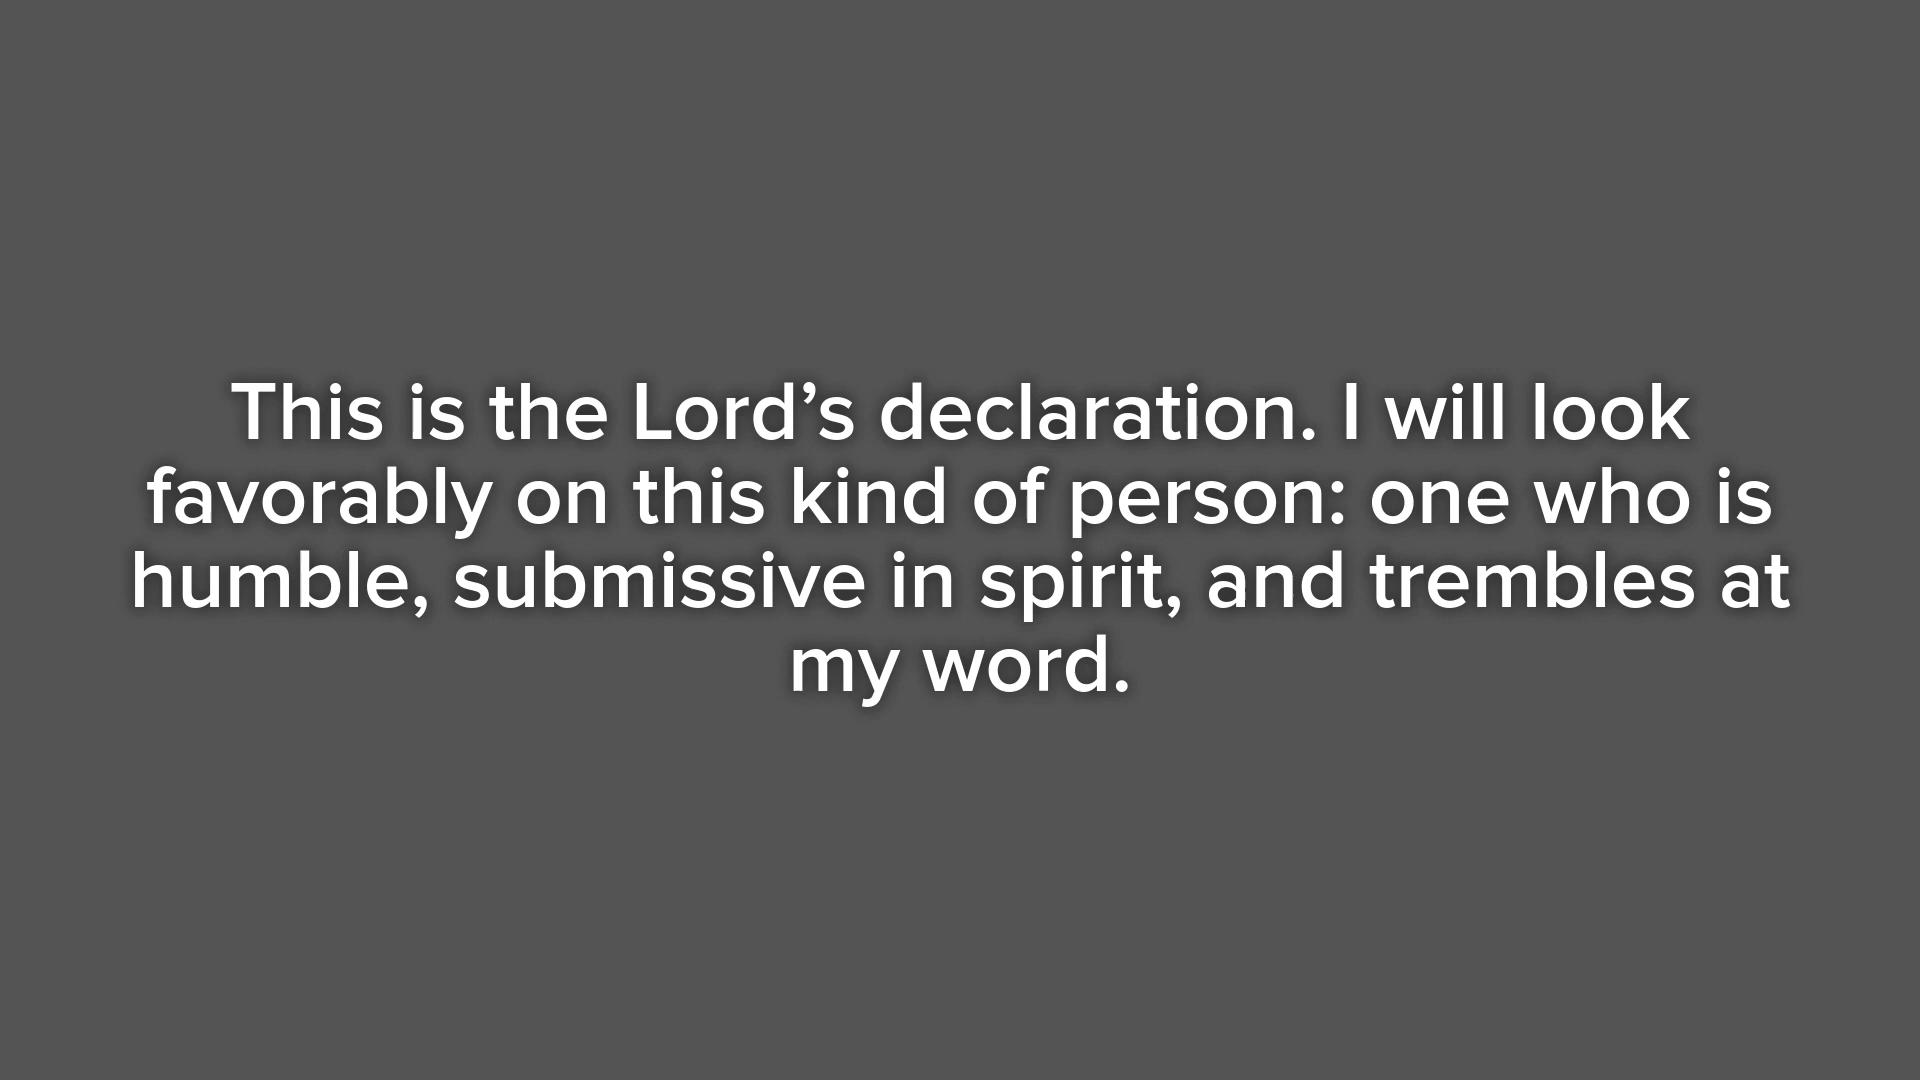 This is the Lord’s declaration. I will look
favorably on this kind of person: one who is
humble, submissive in spirit, and trembles at
my word.